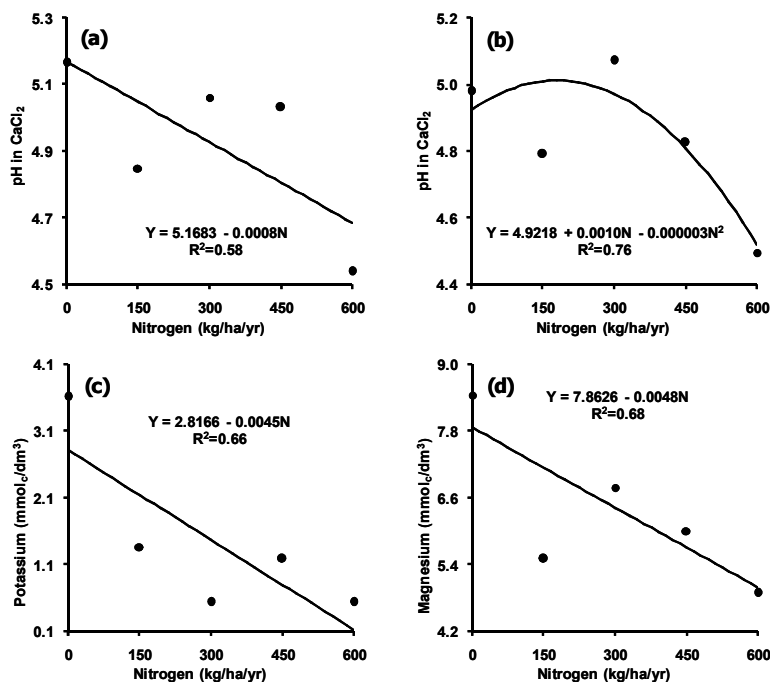 (a)
5.3
5.1
4.9
4.7
4.5
pH in CaCl₂
Y = 5.1683 - 0.0008N
R²=0.58
0 150 300 450 600
Nitrogen (kg/ha/yr)
(b)
5.2
5.0
4.8
4.6
4.4
pH in CaCl₂
Y = 4.9218 + 0.0010N - 0.000003N²
R²=0.76
0 150 300 450 600
Nitrogen (kg/ha/yr)
(c)
4.1
3.1
2.1
1.1
0.1
Potassium (mmol꜀/dm³)
Y = 2.8166 - 0.0045N
R²=0.66
0 150 300 450 600
Nitrogen (kg/ha/yr)
(d)
9.0
7.8
6.6
5.4
4.2
Magnesium (mmol꜀/dm³)
Y = 7.8626 - 0.0048N
R²=0.68
0 150 300 450 600
Nitrogen (kg/ha/yr)